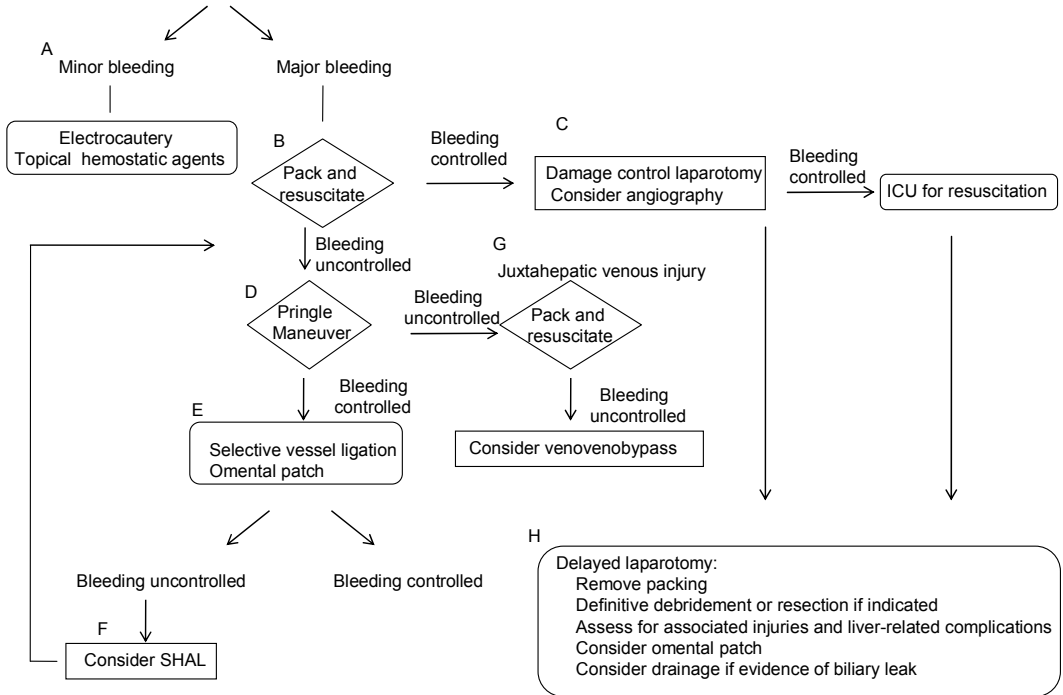 A
Minor bleeding
Major bleeding
Electrocautery
Topical hemostatic agents
B
Pack and
resuscitate
Bleeding
controlled
C
Damage control laparotomy
Consider angiography
Bleeding
controlled
ICU for resuscitation
Bleeding
uncontrolled
D
Pringle
Maneuver
Bleeding
uncontrolled
G
Juxtahepatic venous injury
Pack and
resuscitate
Bleeding
controlled
E
Selective vessel ligation
Omental patch
Bleeding
uncontrolled
Consider venovenobypass
Bleeding uncontrolled
Bleeding controlled
F
Consider SHAL
H
Delayed laparotomy:
Remove packing
Definitive debridement or resection if indicated
Assess for associated injuries and liver-related complications
Consider omental patch
Consider drainage if evidence of biliary leak